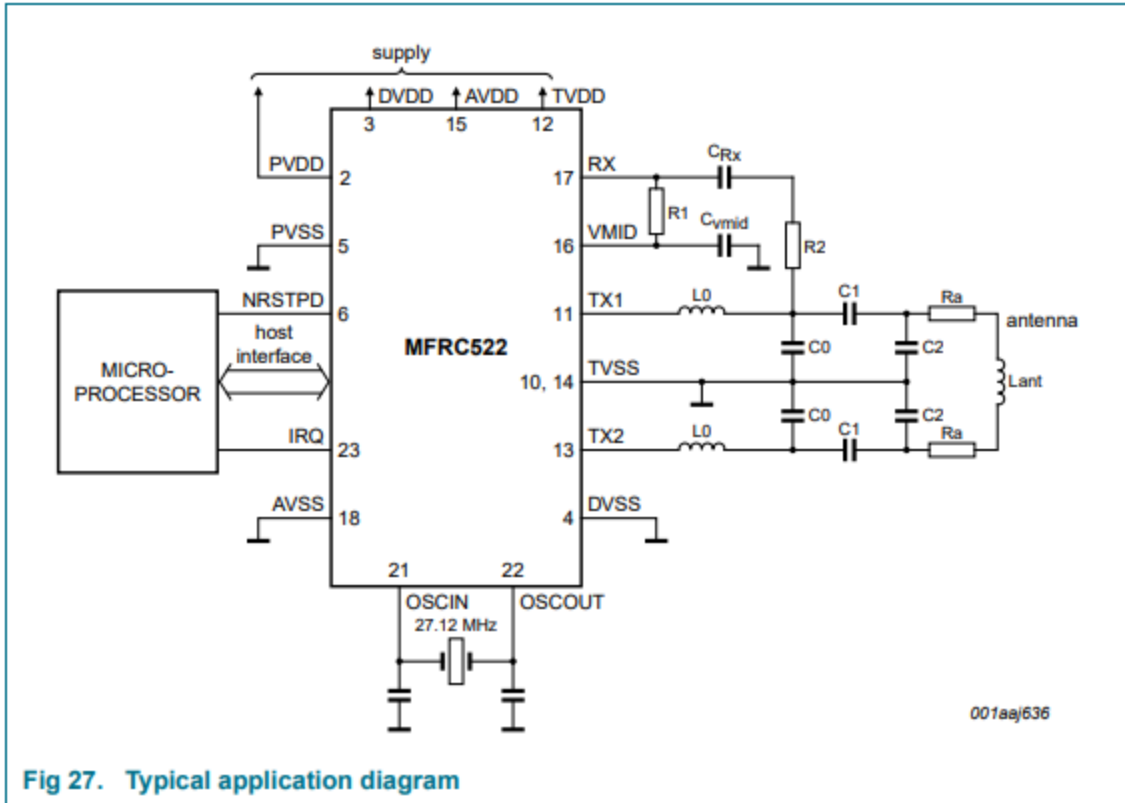 supply
DVDD AVDD TVDD
3 15 12
PVDD 2 17 RX CRx
R1
PVSS 5 16 VMID Cvmid R2
NRSTPD 6 11 TX1 L0 C1 Ra
antenna
host
interface
MFRC522
C0 C2
MICRO-
PROCESSOR
10, 14 TVSS
Lant
C0 C2
IRQ 23 13 TX2 L0 C1 Ra
AVSS 18 4 DVSS
21 22
OSCIN OSCOUT
27.12 MHz
001aaj636
Fig 27. Typical application diagram